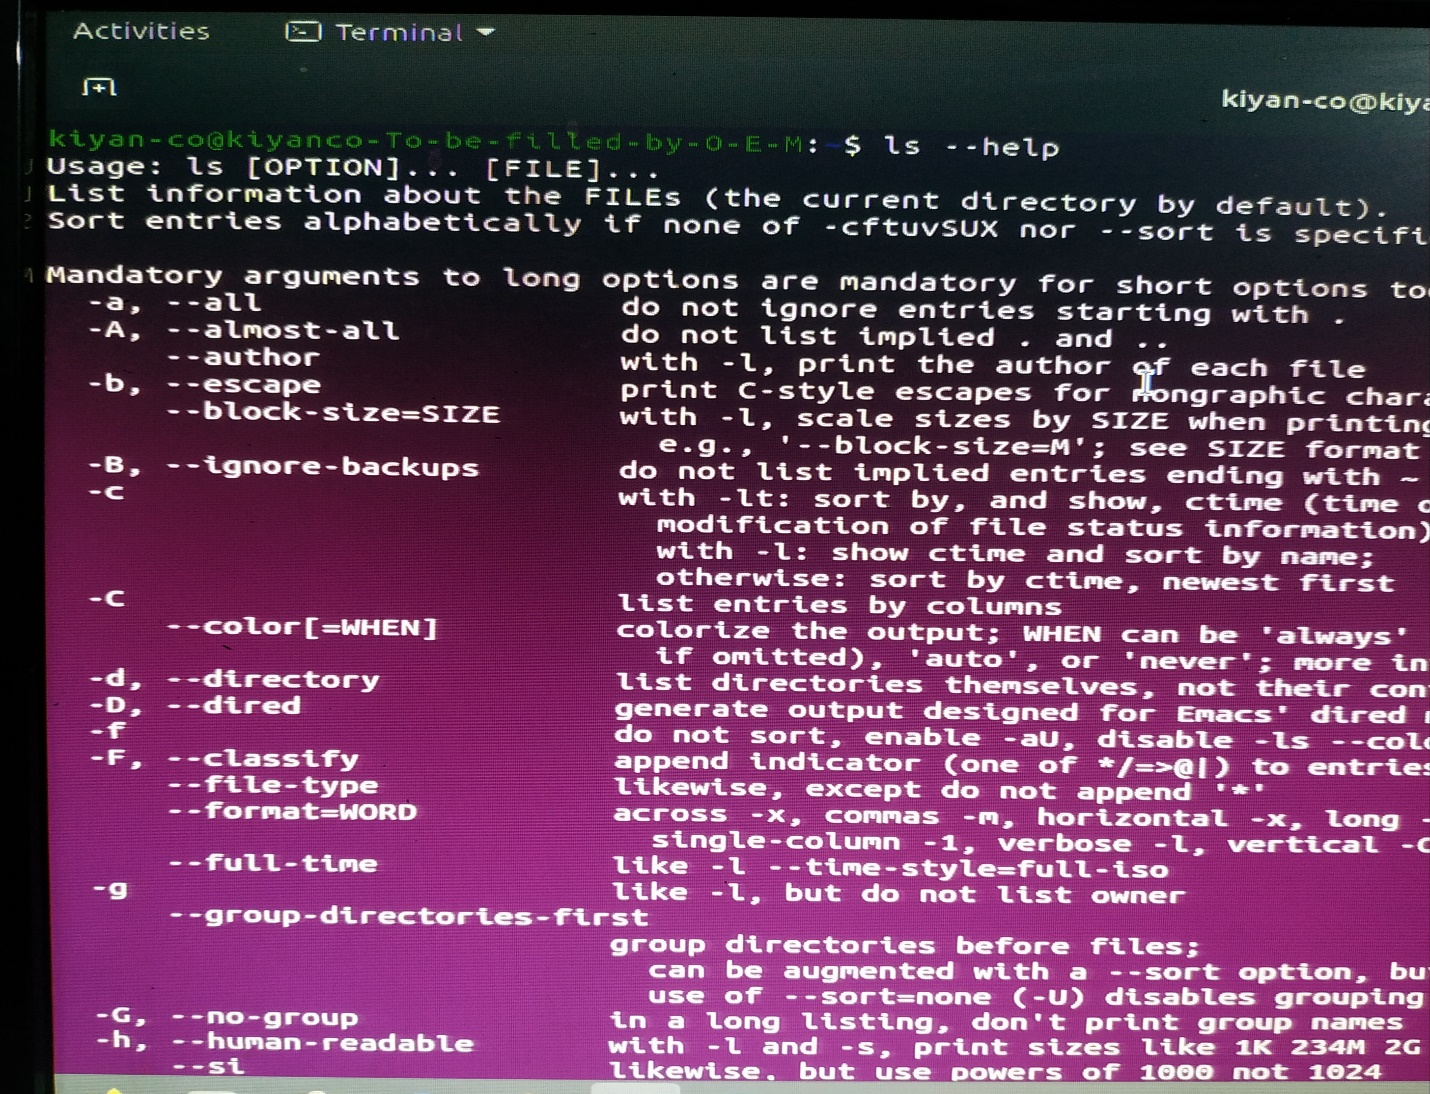 Activities Terminal
kiyan-co@kiya
kiyan-co@kiyanco-To-be-filled-by-O-E-M:~$ ls --help
Usage: ls [OPTION]... [FILE]...
List information about the FILEs (the current directory by default).
Sort entries alphabetically if none of -cftuvSUX nor --sort is specifi
Mandatory arguments to long options are mandatory for short options too
-a, --all do not ignore entries starting with .
-A, --almost-all do not list implied . and ..
--author with -l, print the author of each file
-b, --escape print C-style escapes for nongraphic chara
--block-size=SIZE with -l, scale sizes by SIZE when printing
e.g., '--block-size=M'; see SIZE format
-B, --ignore-backups do not list implied entries ending with ~
-c with -lt: sort by, and show, ctime (time o
modification of file status information)
with -l: show ctime and sort by name;
otherwise: sort by ctime, newest first
-C list entries by columns
--color[=WHEN] colorize the output; WHEN can be 'always'
if omitted), 'auto', or 'never'; more in
-d, --directory list directories themselves, not their con
-D, --dired generate output designed for Emacs' dired
-f do not sort, enable -aU, disable -ls --colo
-F, --classify append indicator (one of */=>@|) to entries
--file-type likewise, except do not append '*'
--format=WORD across -x, commas -m, horizontal -x, long -
single-column -1, verbose -l, vertical -C
--full-time like -l --time-style=full-iso
-g like -l, but do not list owner
--group-directories-first
group directories before files;
can be augmented with a --sort option, but
use of --sort=none (-U) disables grouping
-G, --no-group in a long listing, don't print group names
-h, --human-readable with -l and -s, print sizes like 1K 234M 2G
--si likewise, but use powers of 1000 not 1024